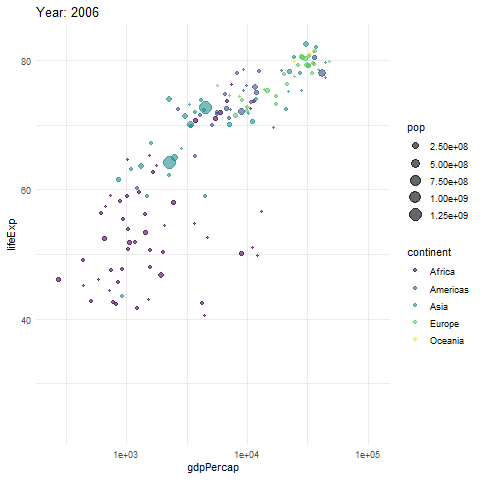 Year: 2006
80
60
40
lifeExp
1e+03
1e+04
1e+05
gdpPercap
pop
2.50e+08
5.00e+08
7.50e+08
1.00e+09
1.25e+09
continent
Africa
Americas
Asia
Europe
Oceania